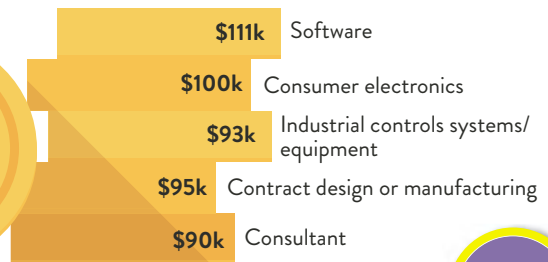 $111k Software
$100k Consumer electronics
$93k Industrial controls systems/
equipment
$95k Contract design or manufacturing
$90k Consultant